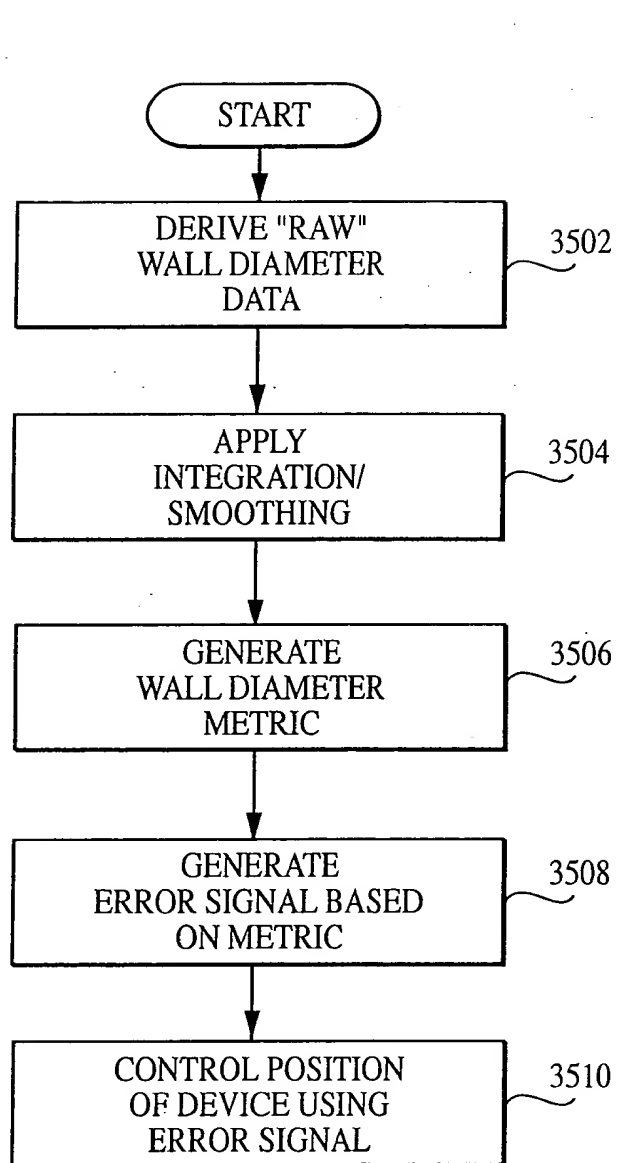 START
DERIVE "RAW"
WALL DIAMETER
DATA
3502
APPLY
INTEGRATION/
SMOOTHING
3504
GENERATE
WALL DIAMETER
METRIC
3506
GENERATE
ERROR SIGNAL BASED
ON METRIC
3508
CONTROL POSITION
OF DEVICE USING
ERROR SIGNAL
3510